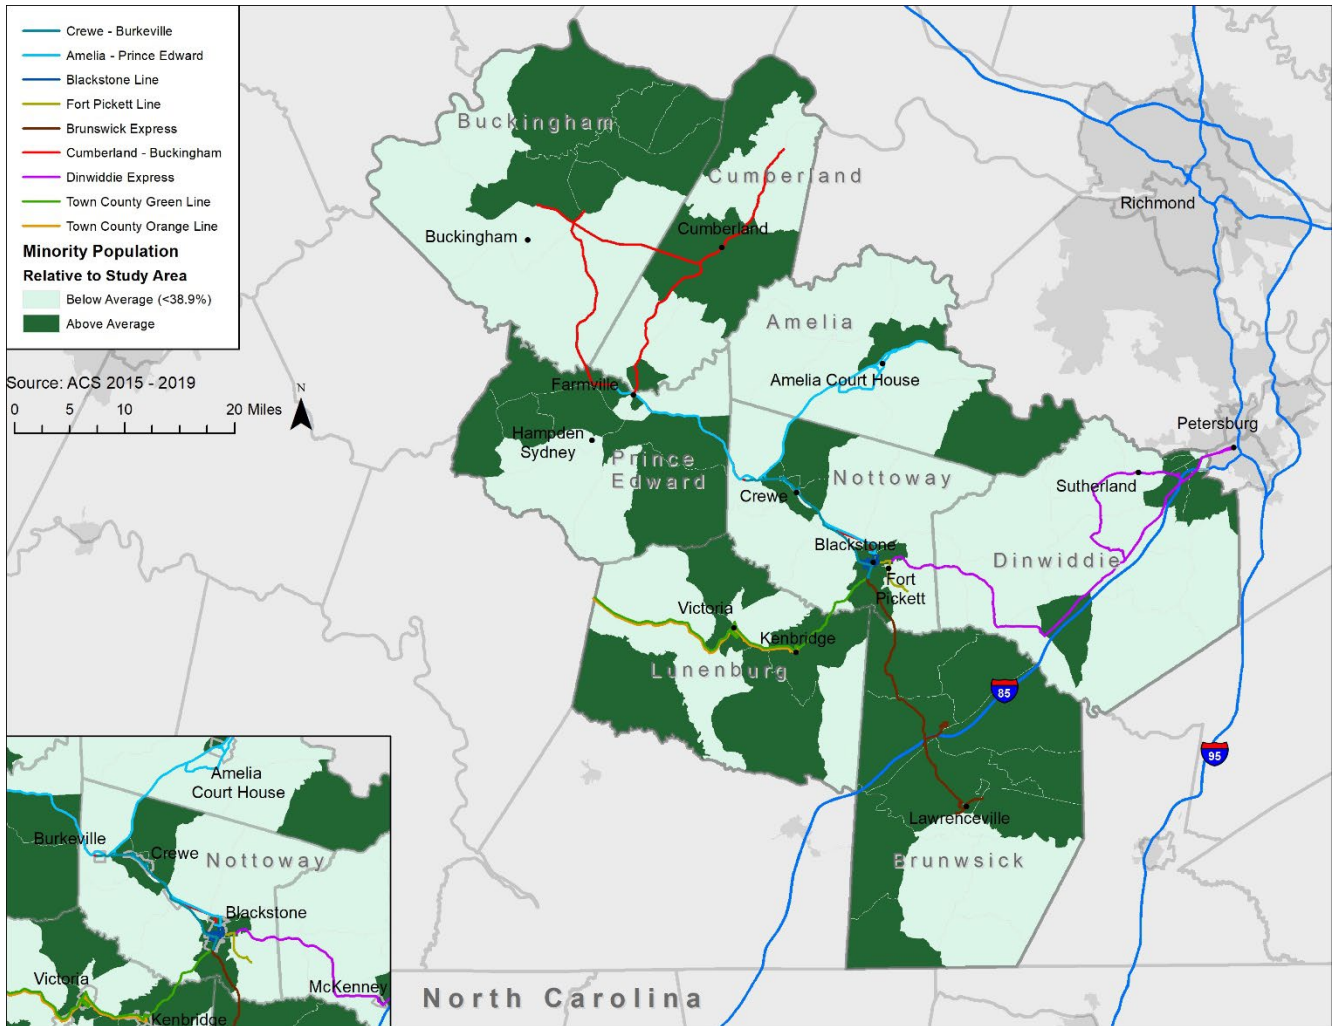 Crewe - Burkeville
Amelia - Prince Edward
Blackstone Line
Fort Pickett Line
Brunswick Express
Cumberland - Buckingham
Dinwiddie Express
Town County Green Line
Town County Orange Line
Minority Population
Relative to Study Area
Below Average (<38.9%)
Above Average
Source: ACS 2015 - 2019
0 5 10 20 Miles
N
Buckingham
Cumberland
Richmond
Buckingham
Cumberland
Amelia
Amelia Court House
Farmville
Hampden
Sydney
Prince
Edward
Petersburg
Sutherland
Crewe
Nottoway
Blackstone
Fort
Pickett
Dinwiddie
Victoria
Kenbridge
Lunenburg
85
95
Lawrenceville
Brunwsick
North Carolina
Amelia
Court House
Burkeville
Crewe
Nottoway
Blackstone
Victoria
McKenney
Kenbridge